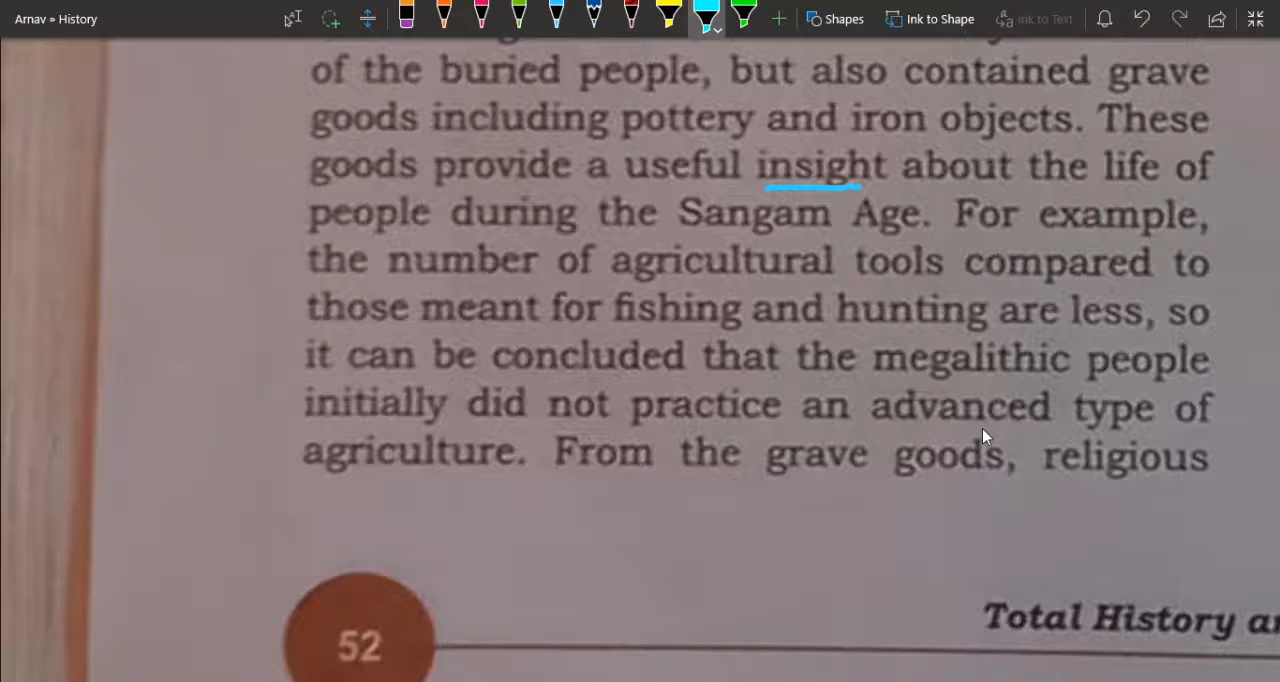 Arnav » History
Shapes
Ink to Shape
Ink to Text
of the buried people, but also contained grave
goods including pottery and iron objects. These
goods provide a useful insight about the life of
people during the Sangam Age. For example,
the number of agricultural tools compared to
those meant for fishing and hunting are less, so
it can be concluded that the megalithic people
initially did not practice an advanced type of
agriculture. From the grave goods, religious
52
Total History